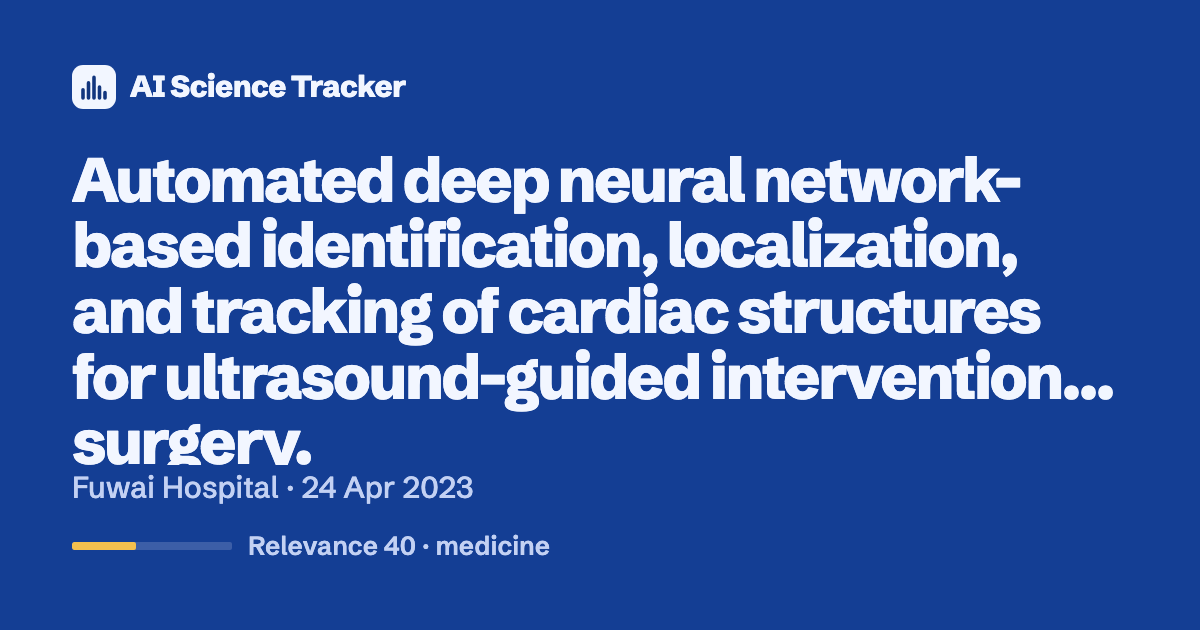 AI Science Tracker
Automated deep neural network-
based identification, localization,
and tracking of cardiac structures
for ultrasound-guided intervention...
surgery.
Fuwai Hospital · 24 Apr 2023
Relevance 40 · medicine